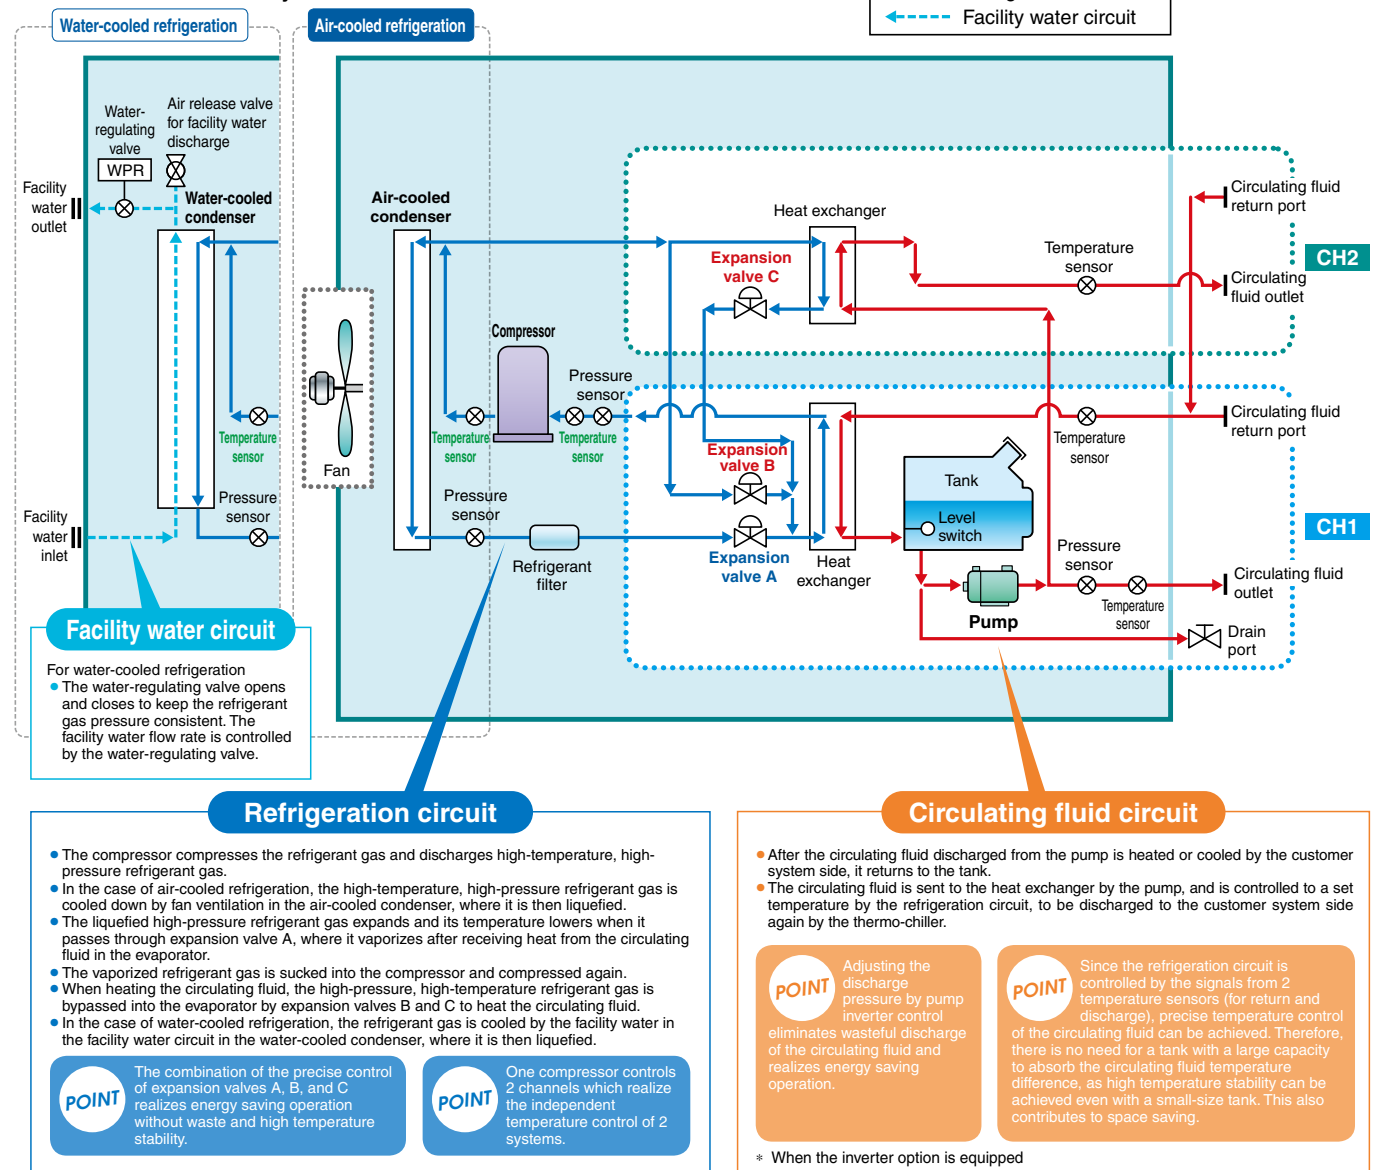 Water-cooled refrigeration
Air-cooled refrigeration
Facility water circuit
Water-
regulating
valve
WPR
Air release valve
for facility water
discharge
Facility
water
outlet
Water-cooled
condenser
Temperature
sensor
Pressure
sensor
Facility
water
inlet
Air-cooled
condenser
Fan
Compressor
Pressure
sensor
Temperature
sensor
Temperature
sensor
Pressure
sensor
Refrigerant
filter
Heat exchanger
Expansion
valve C
Temperature
sensor
Circulating fluid
return port
Circulating
fluid outlet
CH2
Expansion
valve B
Expansion
valve A
Heat
exchanger
Tank
Level
switch
Temperature
sensor
Circulating fluid
return port
CH1
Pressure
sensor
Temperature
sensor
Circulating fluid
outlet
Pump
Drain
port
Facility water circuit
For water-cooled refrigeration
● The water-regulating valve opens
and closes to keep the refrigerant
gas pressure consistent. The
facility water flow rate is controlled
by the water-regulating valve.
Refrigeration circuit
● The compressor compresses the refrigerant gas and discharges high-temperature, high-
pressure refrigerant gas.
● In the case of air-cooled refrigeration, the high-temperature, high-pressure refrigerant gas is
cooled down by fan ventilation in the air-cooled condenser, where it is then liquefied.
● The liquefied high-pressure refrigerant gas expands and its temperature lowers when it
passes through expansion valve A, where it vaporizes after receiving heat from the circulating
fluid in the evaporator.
● The vaporized refrigerant gas is sucked into the compressor and compressed again.
● When heating the circulating fluid, the high-pressure, high-temperature refrigerant gas is
bypassed into the evaporator by expansion valves B and C to heat the circulating fluid.
● In the case of water-cooled refrigeration, the refrigerant gas is cooled by the facility water in
the facility water circuit in the water-cooled condenser, where it is then liquefied.
POINT
The combination of the precise control
of expansion valves A, B, and C
realizes energy saving operation
without waste and high temperature
stability.
POINT
One compressor controls
2 channels which realize
the independent
temperature control of 2
systems.
Circulating fluid circuit
● After the circulating fluid discharged from the pump is heated or cooled by the customer
system side, it returns to the tank.
● The circulating fluid is sent to the heat exchanger by the pump, and is controlled to a set
temperature by the refrigeration circuit, to be discharged to the customer system side
again by the thermo-chiller.
POINT
Adjusting the
discharge
pressure by pump
inverter control
eliminates wasteful discharge
of the circulating fluid and
realizes energy saving
operation.
POINT
Since the refrigeration circuit is
controlled by the signals from 2
temperature sensors (for return and
discharge), precise temperature control
of the circulating fluid can be achieved. Therefore,
there is no need for a tank with a large capacity
to absorb the circulating fluid temperature
difference, as high temperature stability can be
achieved even with a small-size tank. This also
contributes to space saving.
＊ When the inverter option is equipped